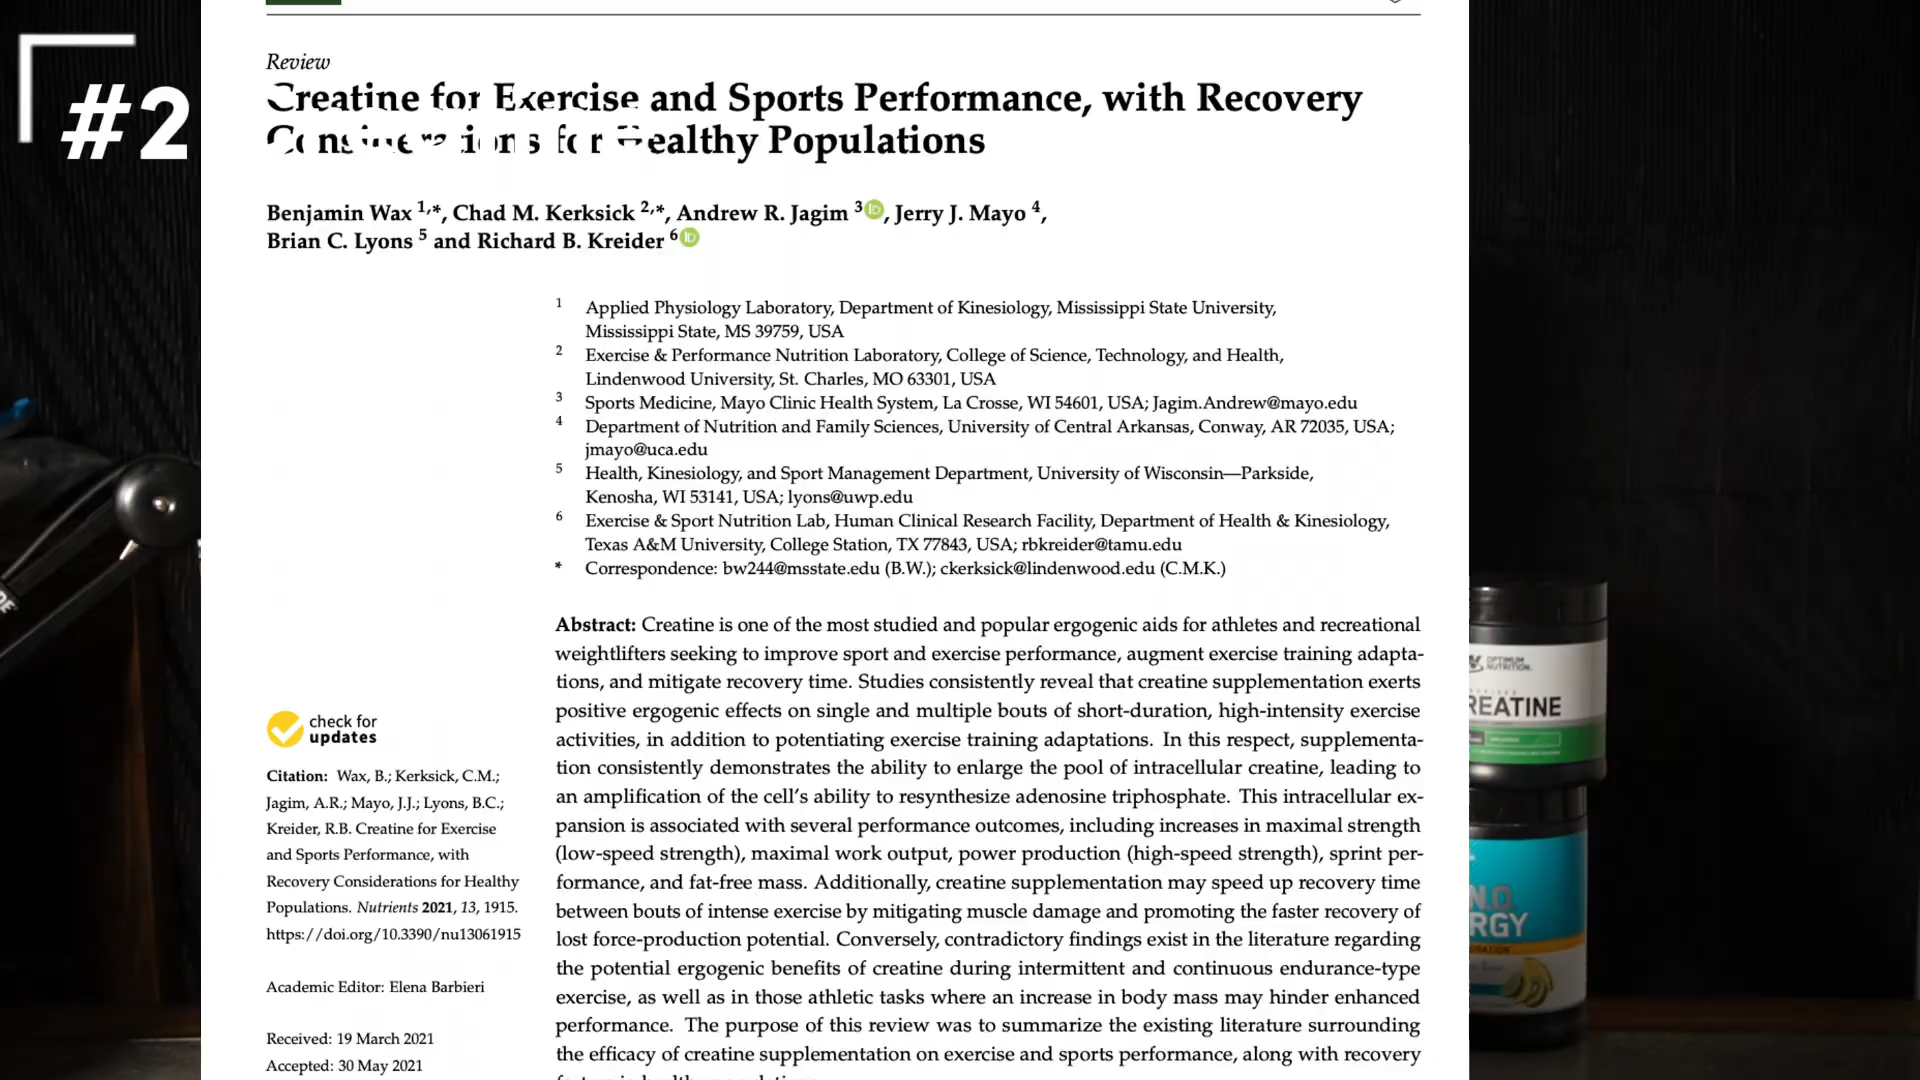 #2
Review
Creatine for Exercise and Sports Performance, with Recovery
Considerations for Healthy Populations
Benjamin Wax 1,*, Chad M. Kerksick 2,*, Andrew R. Jagim 3 iD, Jerry J. Mayo 4,
Brian C. Lyons 5 and Richard B. Kreider 6 iD
1 Applied Physiology Laboratory, Department of Kinesiology, Mississippi State University,
Mississippi State, MS 39759, USA
2 Exercise & Performance Nutrition Laboratory, College of Science, Technology, and Health,
Lindenwood University, St. Charles, MO 63301, USA
3 Sports Medicine, Mayo Clinic Health System, La Crosse, WI 54601, USA; Jagim.Andrew@mayo.edu
4 Department of Nutrition and Family Sciences, University of Central Arkansas, Conway, AR 72035, USA;
jmayo@uca.edu
5 Health, Kinesiology, and Sport Management Department, University of Wisconsin—Parkside,
Kenosha, WI 53141, USA; lyons@uwp.edu
6 Exercise & Sport Nutrition Lab, Human Clinical Research Facility, Department of Health & Kinesiology,
Texas A&M University, College Station, TX 77843, USA; rbkreider@tamu.edu
* Correspondence: bw244@msstate.edu (B.W.); ckerksick@lindenwood.edu (C.M.K.)
Abstract: Creatine is one of the most studied and popular ergogenic aids for athletes and recreational
weightlifters seeking to improve sport and exercise performance, augment exercise training adapta-
tions, and mitigate recovery time. Studies consistently reveal that creatine supplementation exerts
positive ergogenic effects on single and multiple bouts of short-duration, high-intensity exercise
activities, in addition to potentiating exercise training adaptations. In this respect, supplementa-
tion consistently demonstrates the ability to enlarge the pool of intracellular creatine, leading to
an amplification of the cell's ability to resynthesize adenosine triphosphate. This intracellular ex-
pansion is associated with several performance outcomes, including increases in maximal strength
(low-speed strength), maximal work output, power production (high-speed strength), sprint per-
formance, and fat-free mass. Additionally, creatine supplementation may speed up recovery time
between bouts of intense exercise by mitigating muscle damage and promoting the faster recovery of
lost force-production potential. Conversely, contradictory findings exist in the literature regarding
the potential ergogenic benefits of creatine during intermittent and continuous endurance-type
exercise, as well as in those athletic tasks where an increase in body mass may hinder enhanced
performance. The purpose of this review was to summarize the existing literature surrounding
the efficacy of creatine supplementation on exercise and sports performance, along with recovery
check for
updates
Citation: Wax, B.; Kerksick, C.M.;
Jagim, A.R.; Mayo, J.J.; Lyons, B.C.;
Kreider, R.B. Creatine for Exercise
and Sports Performance, with
Recovery Considerations for Healthy
Populations. Nutrients 2021, 13, 1915.
https://doi.org/10.3390/nu13061915
Academic Editor: Elena Barbieri
Received: 19 March 2021
Accepted: 30 May 2021
OPTIMUM
NUTRITION
REATINE
N.O.
RGY